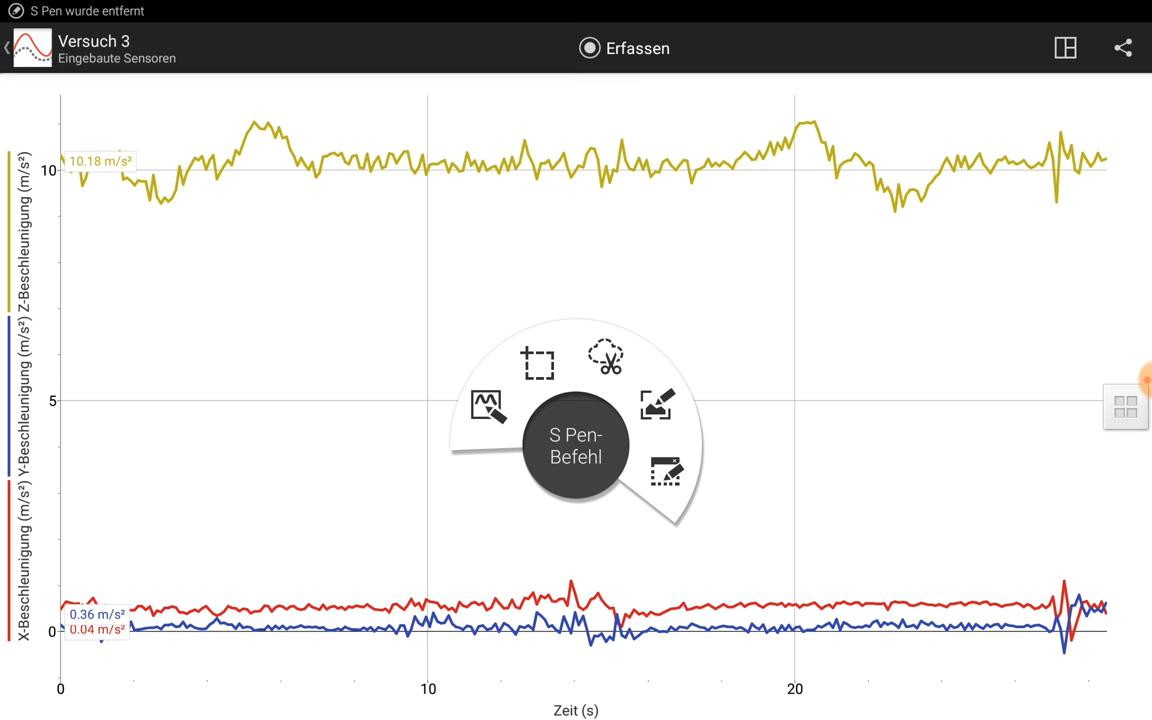 S Pen wurde entfernt
Versuch 3
Eingebaute Sensoren
Erfassen
Z-Beschleunigung (m/s²)
Y-Beschleunigung (m/s²)
X-Beschleunigung (m/s²)
10
5
0
10.18 m/s²
0.36 m/s²
0.04 m/s²
S Pen-
Befehl
0
10
20
Zeit (s)